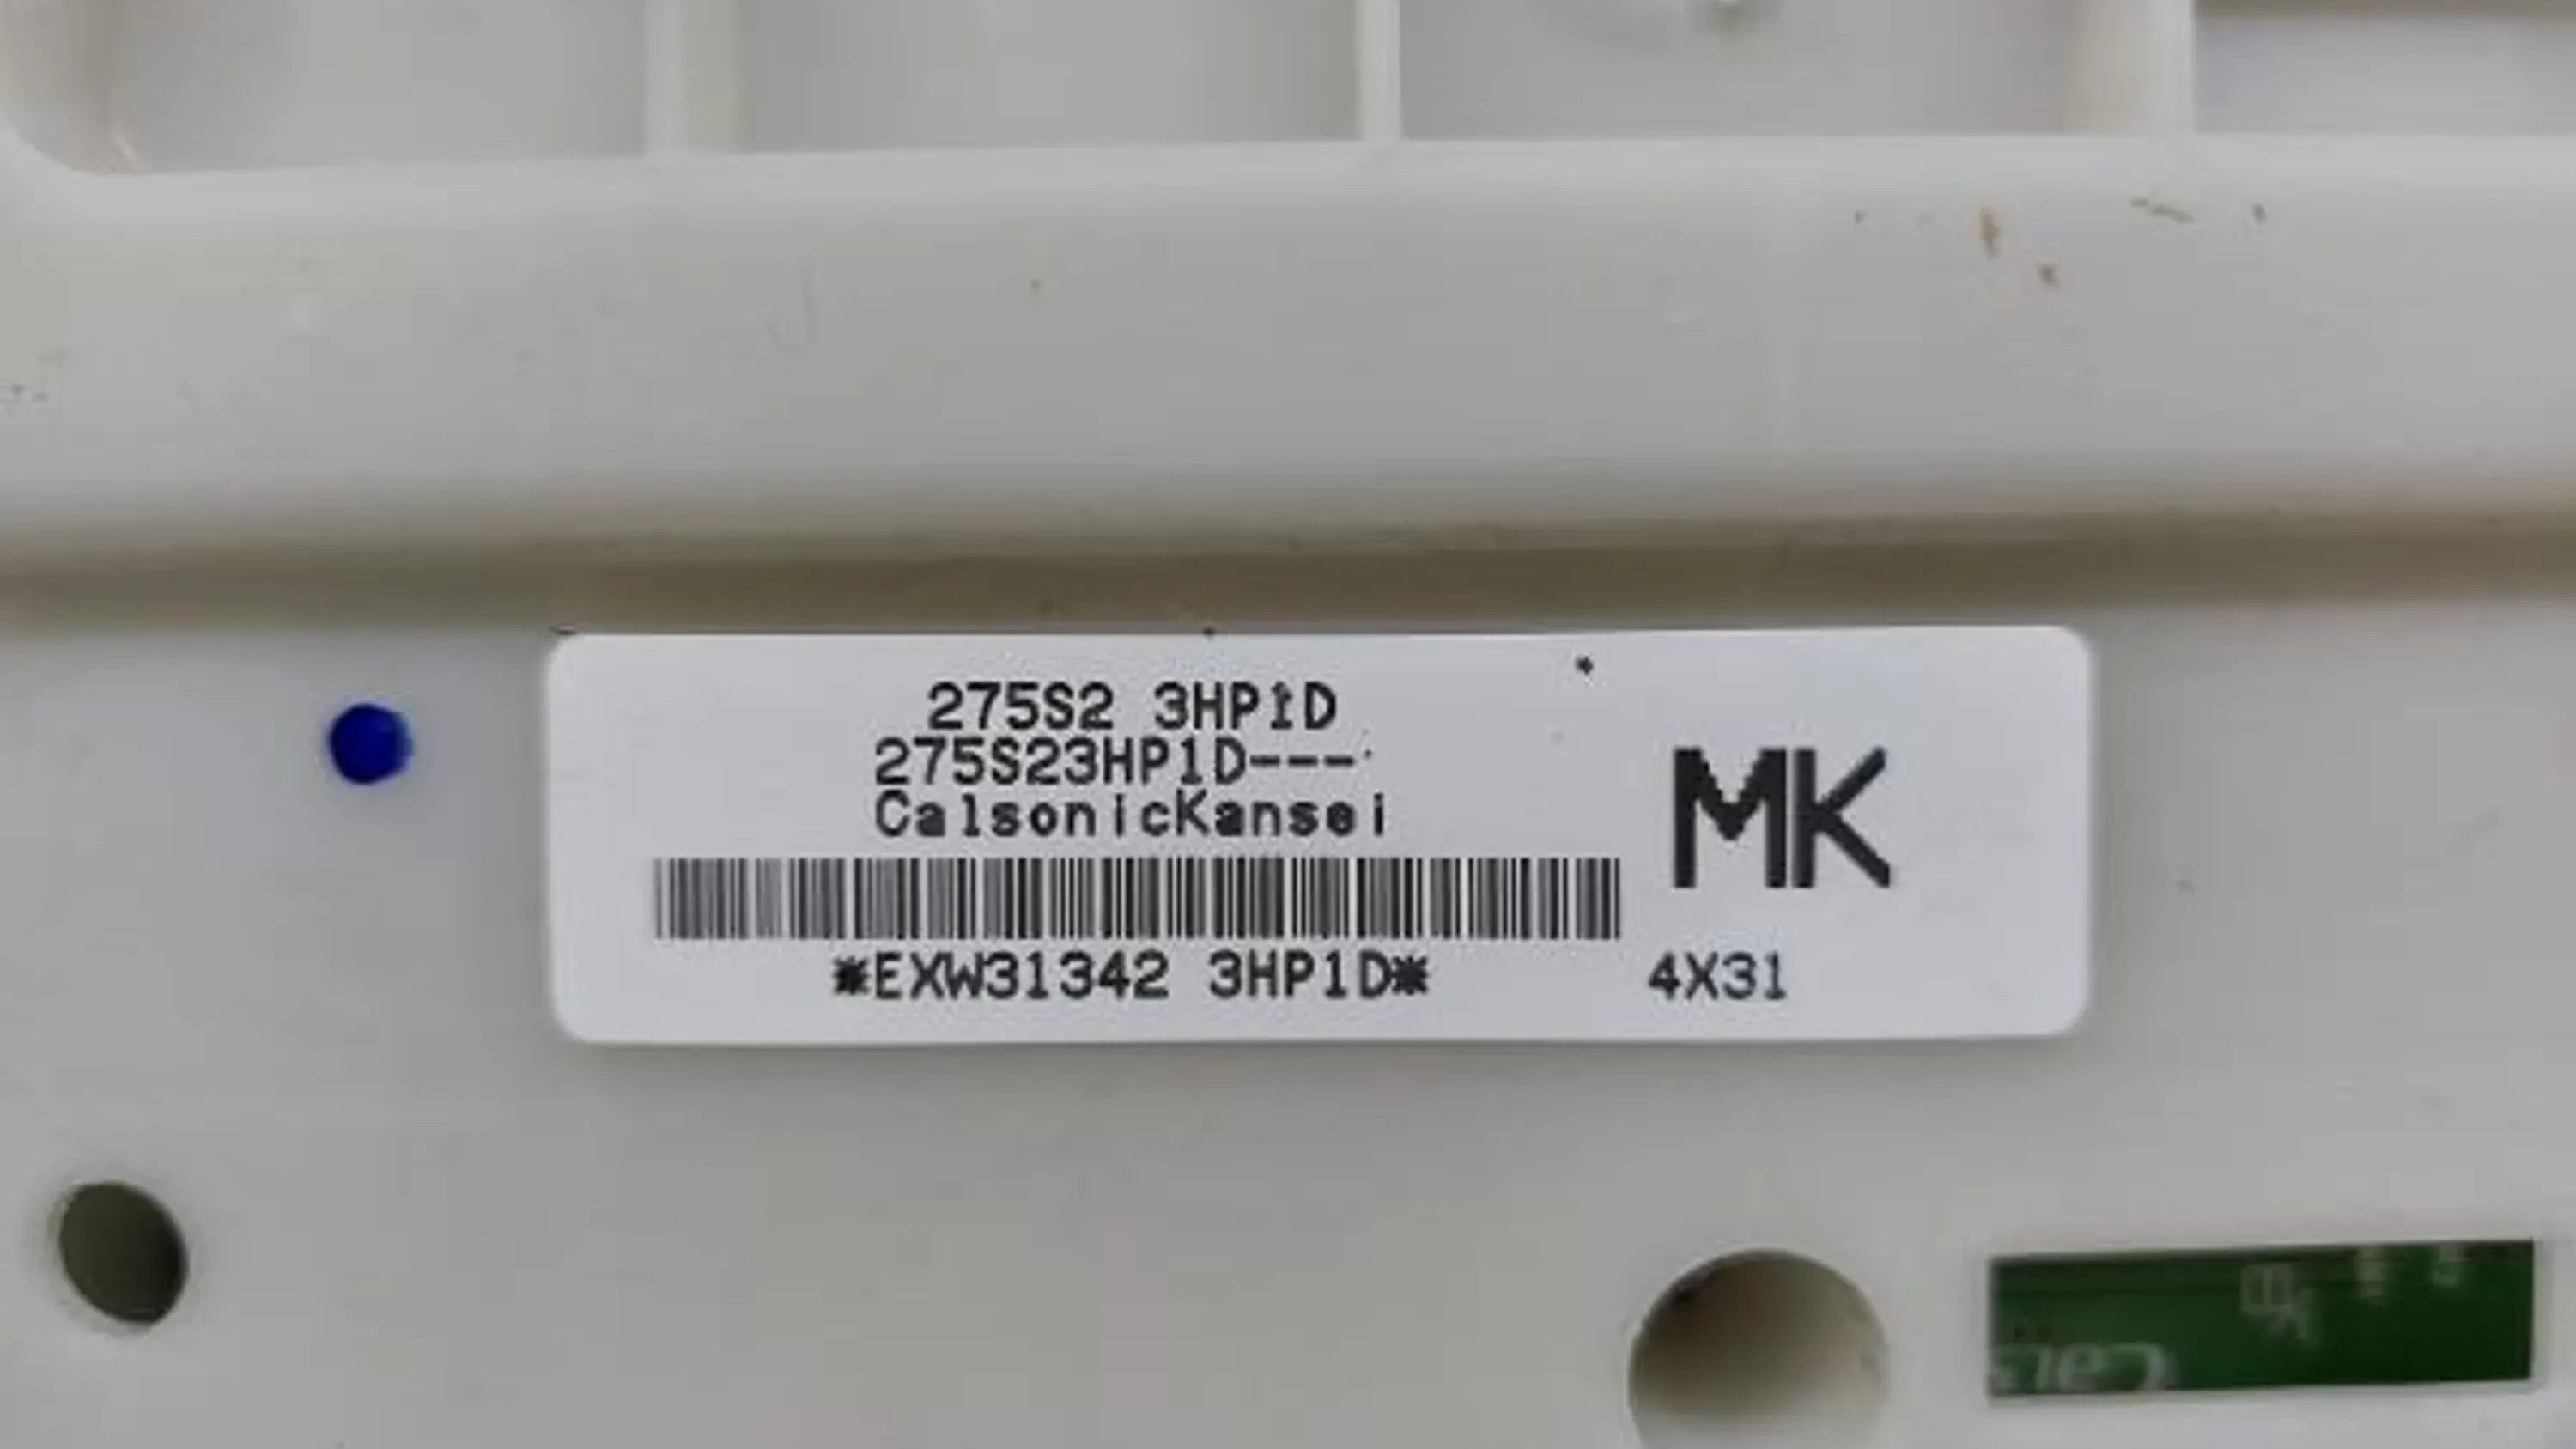 275S2 3HP1D
275S23HP1D---
CalsonicKansei
MK
*EXW31342 3HP1D*
4X31